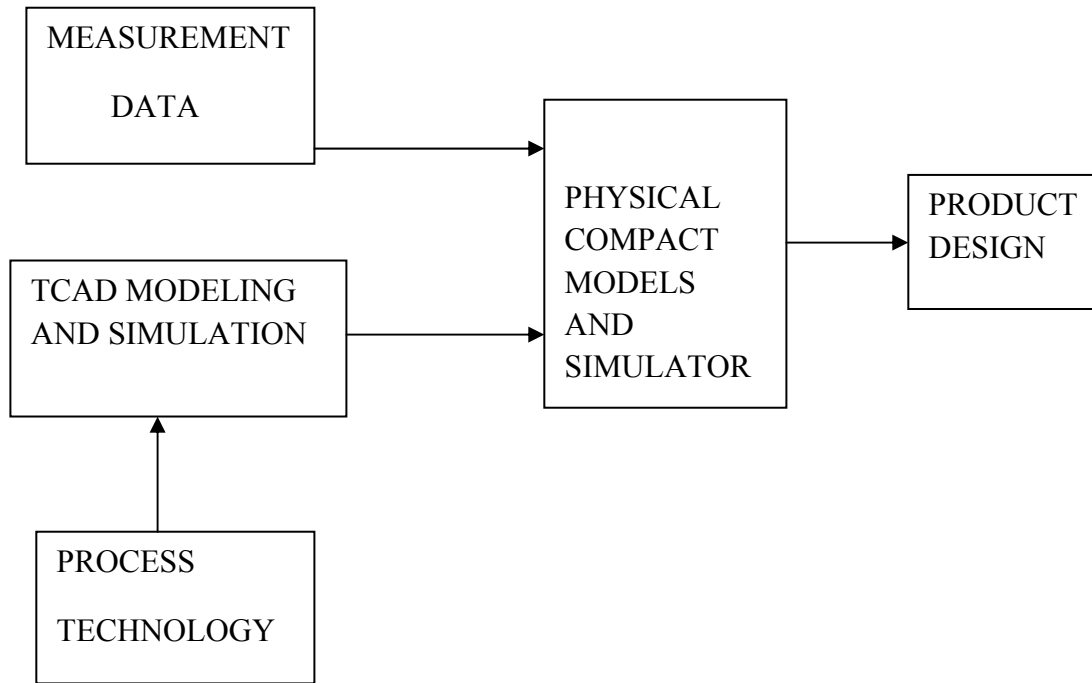 MEASUREMENT
DATA
TCAD MODELING
AND SIMULATION
PROCESS
TECHNOLOGY
PHYSICAL
COMPACT
MODELS
AND
SIMULATOR
PRODUCT
DESIGN